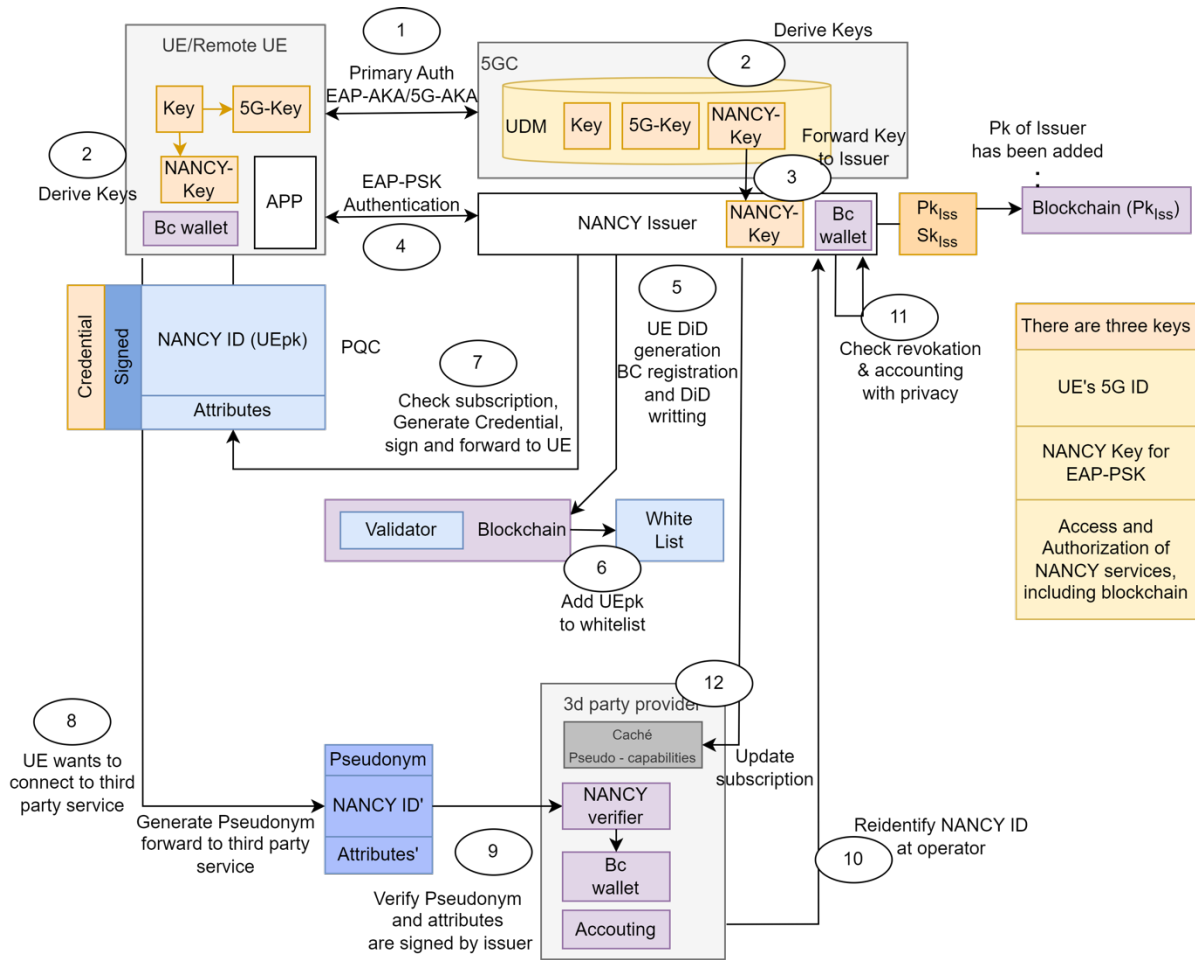 1
UE/Remote UE
Derive Keys
5GC
2
Primary Auth
EAP-AKA/5G-AKA
Key
5G-Key
UDM
Key
5G-Key
NANCY-
Key
Forward Key
to Issuer
Pk of Issuer
has been added
:
2
Derive Keys
NANCY-
Key
APP
Bc wallet
EAP-PSK
Authentication
4
3
NANCY Issuer
NANCY-
Key
Bc
wallet
PkIss
SkIss
Blockchain (PkIss)
Credential
Signed
NANCY ID (UEpk)
Attributes
PQC
5
UE DiD
generation
BC registration
and DiD
writting
7
Check subscription,
Generate Credential,
sign and forward to UE
11
Check revokation
& accounting
with privacy
There are three keys
UE's 5G ID
NANCY Key for
EAP-PSK
Access and
Authorization of
NANCY services,
including blockchain
Validator
Blockchain
White
List
6
Add UEpk
to whitelist
8
UE wants to
connect to third
party service
Generate Pseudonym
forward to third party
service
Pseudonym
NANCY ID'
Attributes'
9
Verify Pseudonym
and attributes
are signed by issuer
12
3d party provider
Caché
Pseudo - capabilities
Update
subscription
NANCY
verifier
Bc
wallet
Accouting
Reidentify NANCY ID
at operator
10